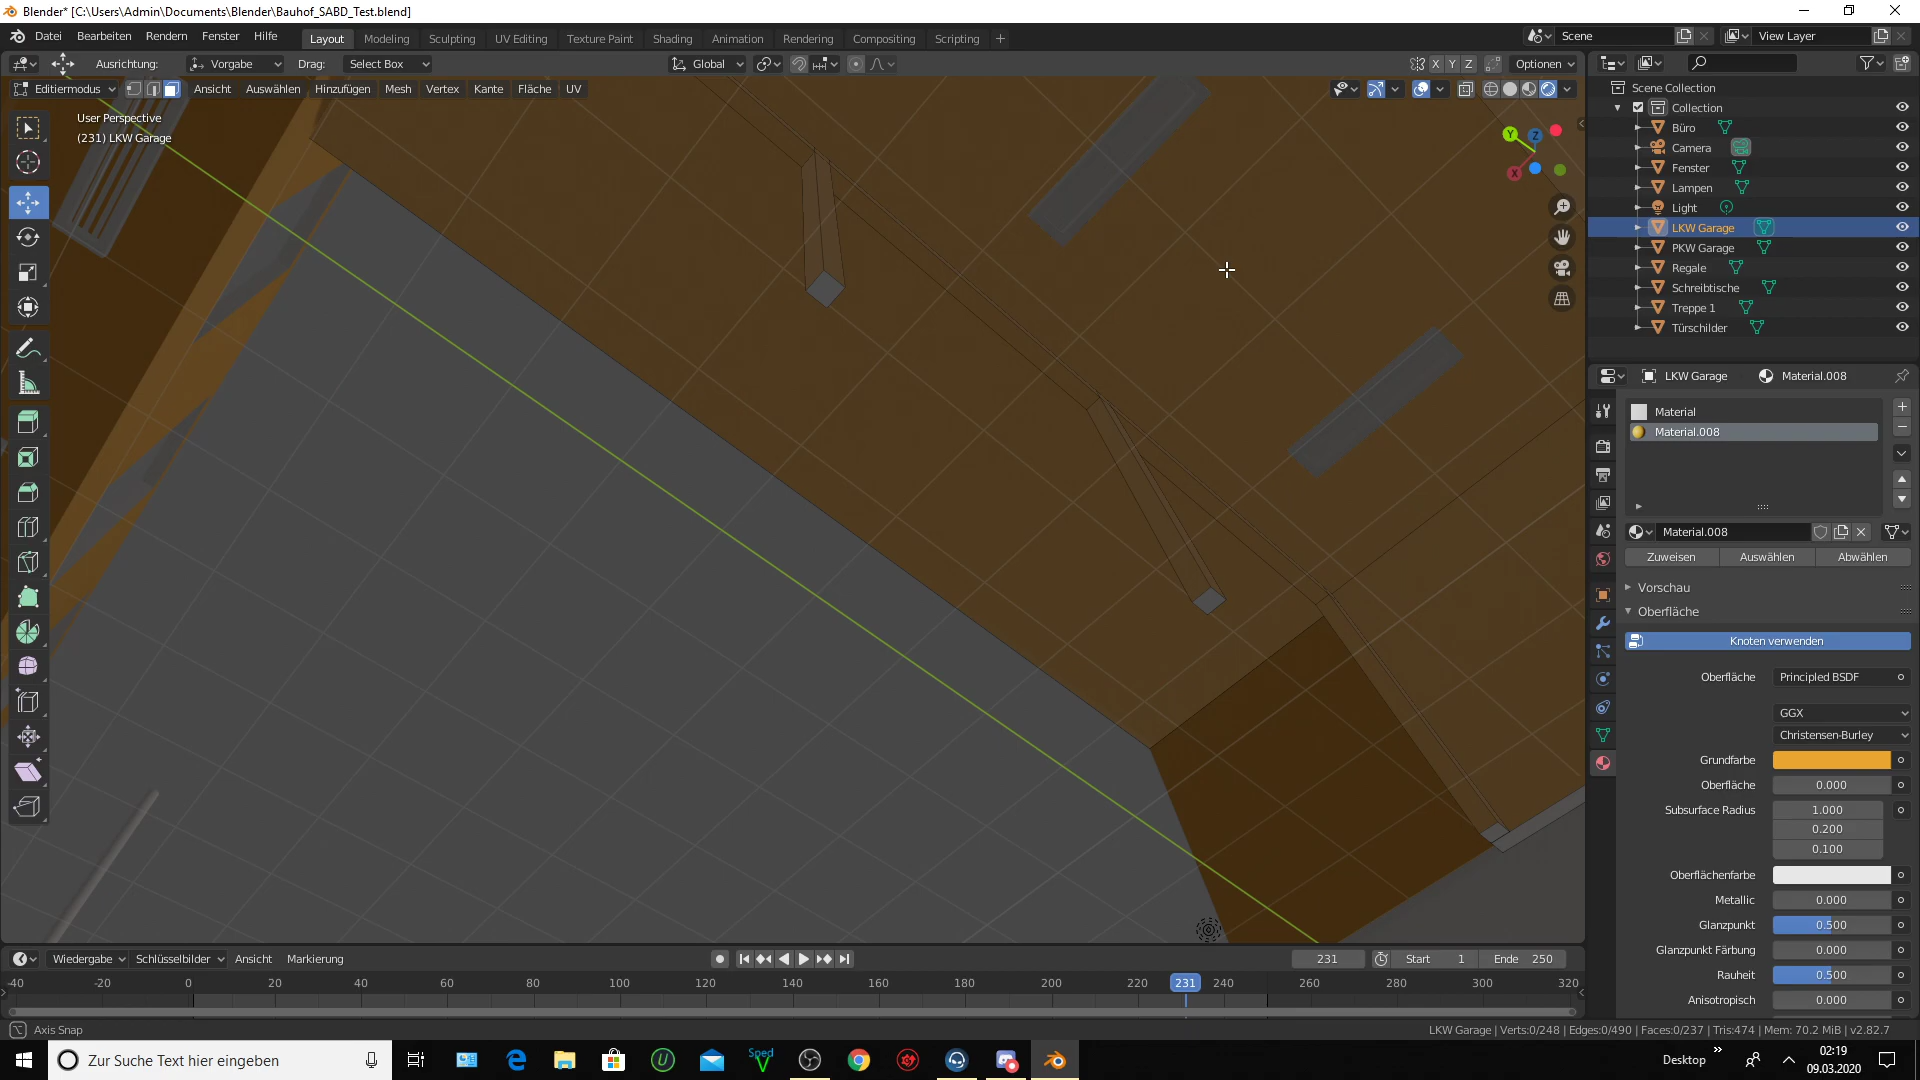 Blender* [C:\Users\Admin\Documents\Blender\Bauhof_SABD_Test.blend]
Datei Bearbeiten Rendern Fenster Hilfe Layout Modeling Sculpting UV Editing Texture Paint Shading Animation Rendering Compositing Scripting + Scene View Layer
Ausrichtung: Vorgabe Drag: Select Box Global X Y Z Optionen
Editiermodus Ansicht Auswählen Hinzufügen Mesh Vertex Kante Fläche UV
User Perspective
(231) LKW Garage
Y Z X
Scene Collection
Collection
Büro
Camera
Fenster
Lampen
Light
LKW Garage
PKW Garage
Regale
Schreibtische
Treppe 1
Türschilder
LKW Garage Material.008
Material
Material.008
Material.008
Zuweisen Auswählen Abwählen
Vorschau
Oberfläche
Knoten verwenden
Oberfläche Principled BSDF
GGX
Christensen-Burley
Grundfarbe
Oberfläche 0.000
Subsurface Radius 1.000
0.200
0.100
Oberflächenfarbe
Metallic 0.000
Glanzpunkt 0.500
Glanzpunkt Färbung 0.000
Rauheit 0.500
Anisotropisch 0.000
Wiedergabe Schlüsselbilder Ansicht Markierung 231 Start 1 Ende 250
-40 -20 0 20 40 60 80 100 120 140 160 180 200 220 231 240 260 280 300 320
Axis Snap LKW Garage | Verts:0/248 | Edges:0/490 | Faces:0/237 | Tris:474 | Mem: 70.2 MiB | v2.82.7
Zur Suche Text hier eingeben Sped V Desktop 02:19
09.03.2020